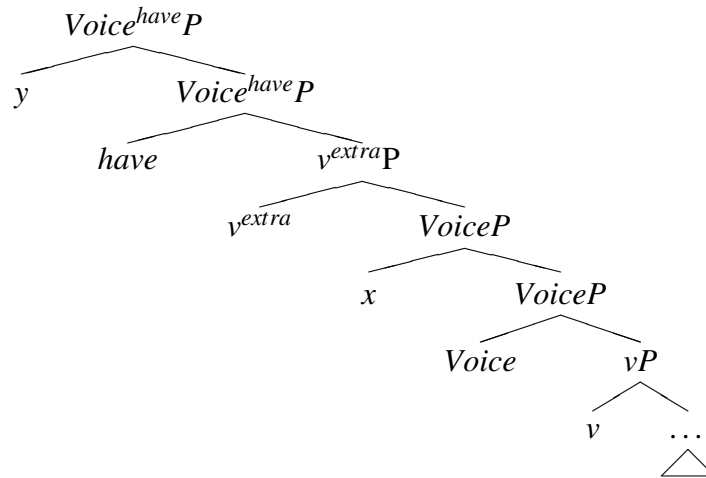 Voice^{have}P
y Voice^{have}P
have v^{extra}P
v^{extra} VoiceP
x VoiceP
Voice vP
v ...